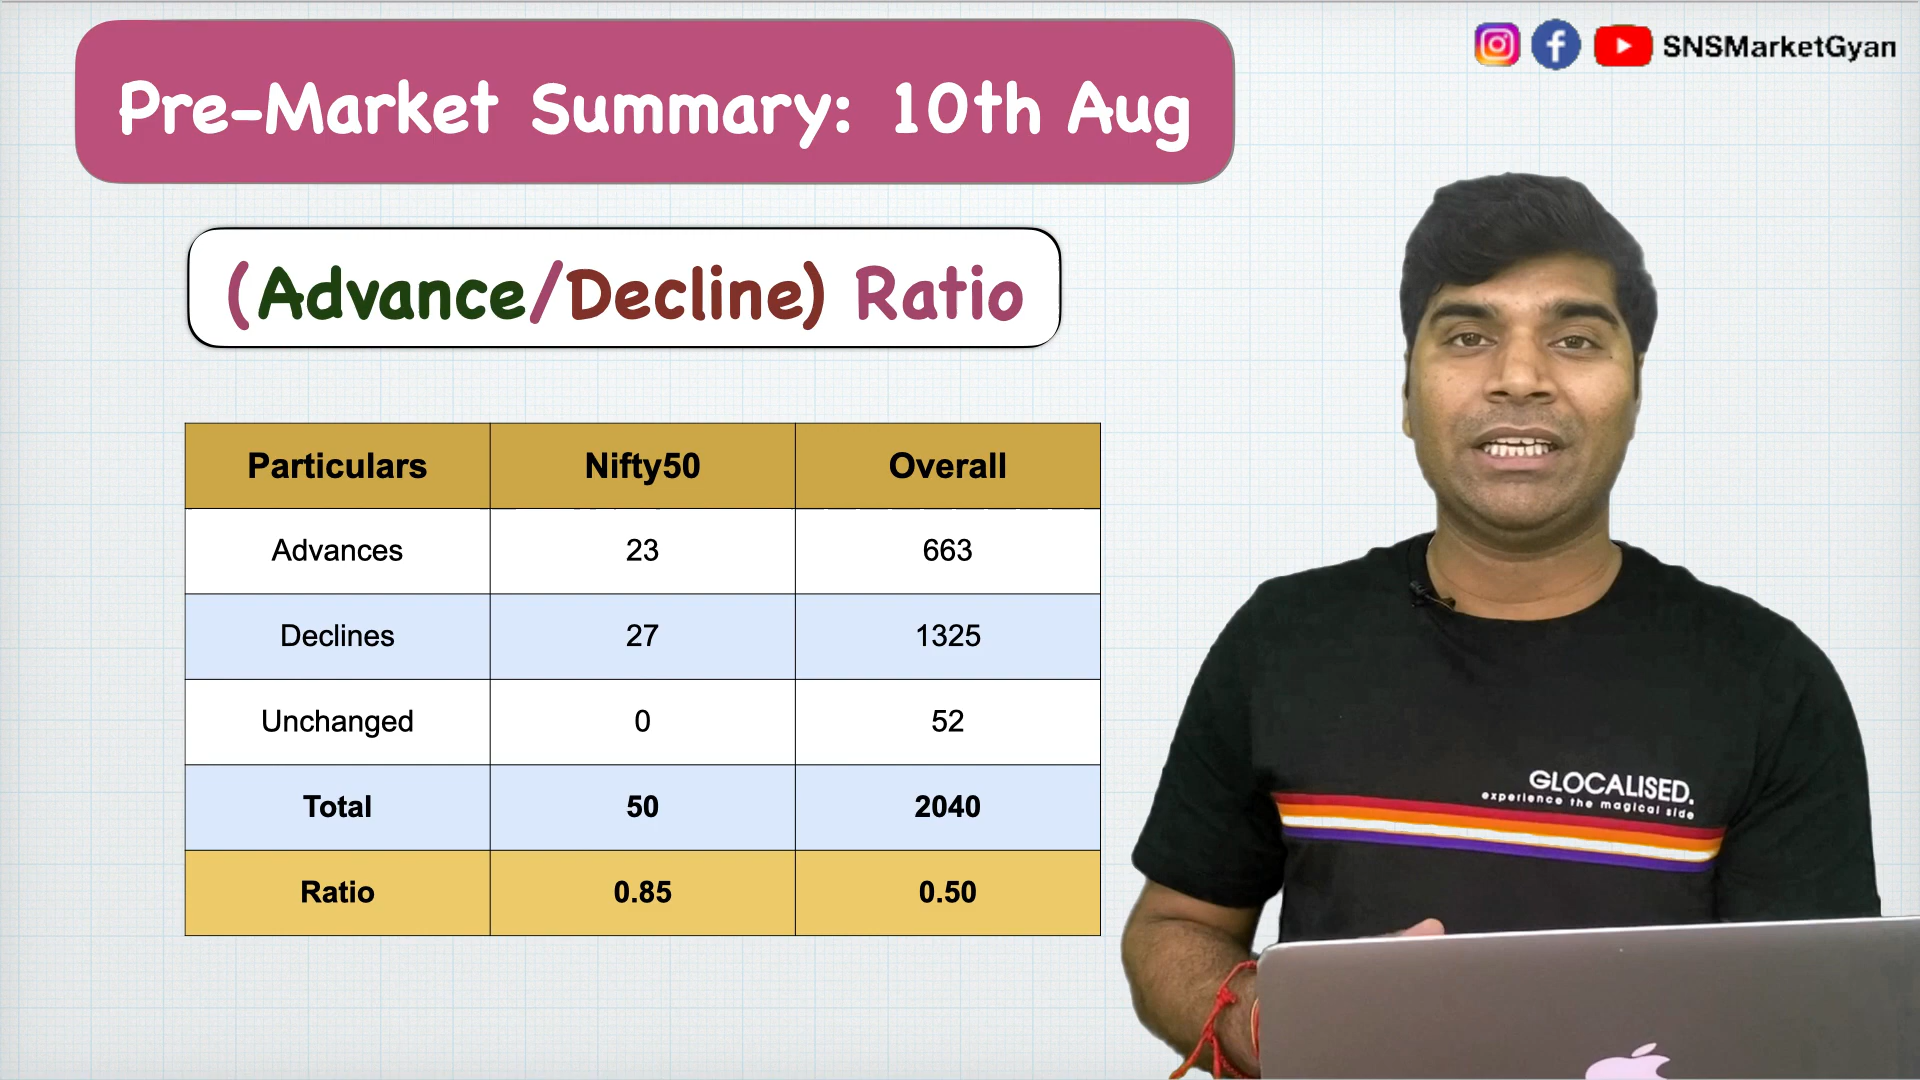 Pre-Market Summary: 10th Aug
SNSMarketGyan
(Advance/Decline) Ratio
Particulars Nifty50 Overall
Advances 23 663
Declines 27 1325
Unchanged 0 52
Total 50 2040
Ratio 0.85 0.50
GLOCALISED.
experience the magical side